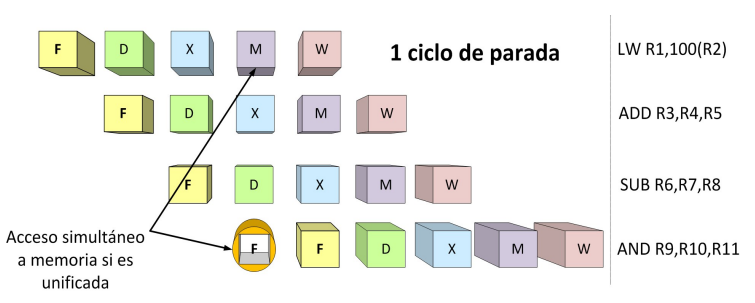 F D X M W 1 ciclo de parada LW R1,100(R2)
F D X M W ADD R3,R4,R5
F D X M W SUB R6,R7,R8
F F D X M W AND R9,R10,R11
Acceso simultáneo
a memoria si es
unificada